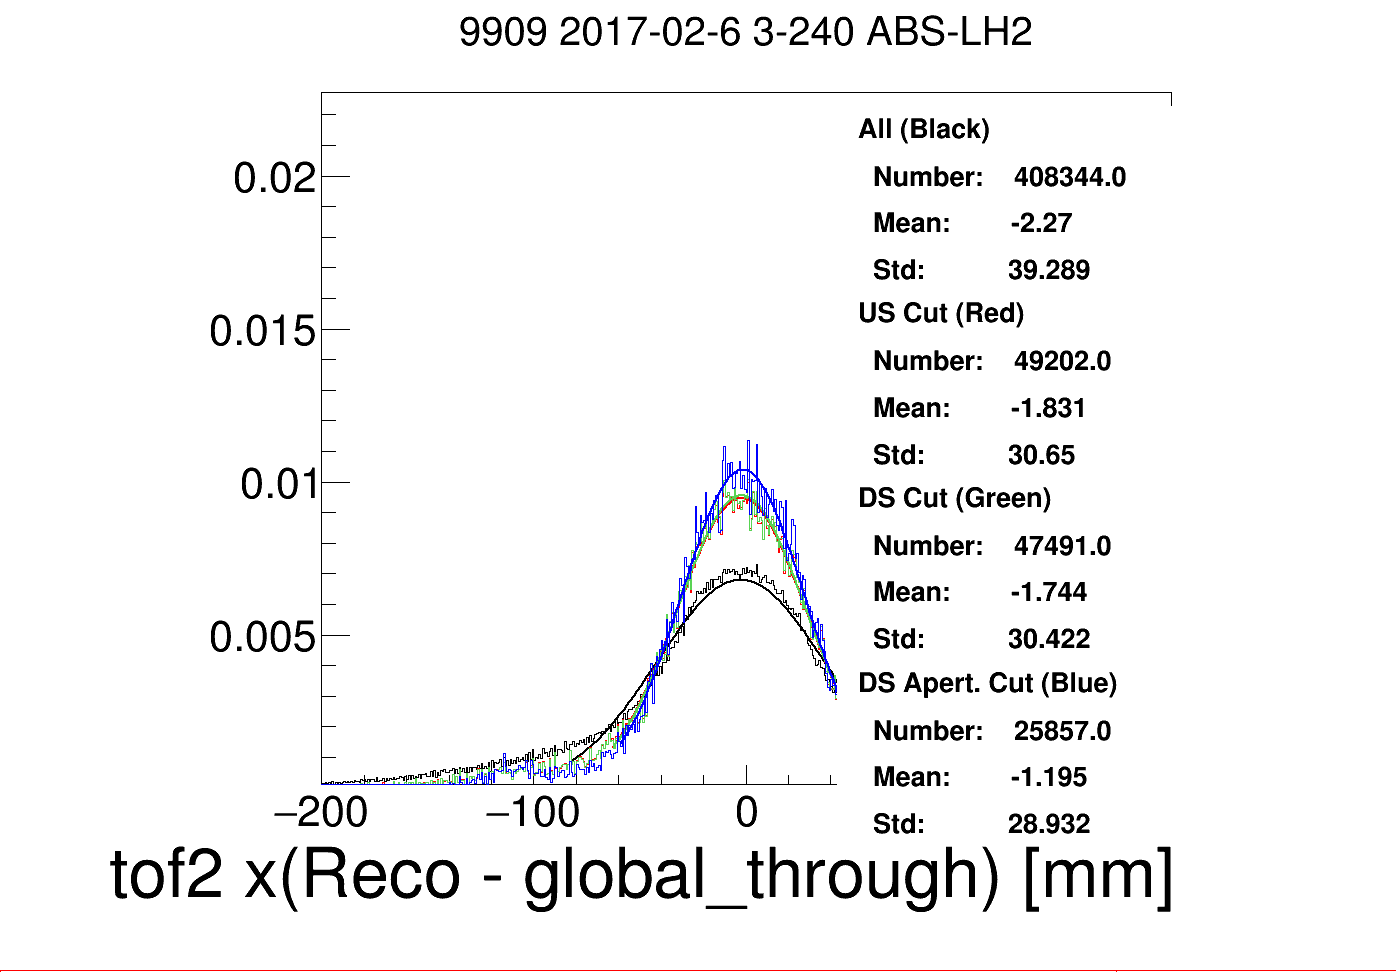 9909 2017-02-6 3-240 ABS-LH2
All (Black)
Number: 408344.0
Mean: -2.27
Std: 39.289
US Cut (Red)
Number: 49202.0
Mean: -1.831
Std: 30.65
DS Cut (Green)
Number: 47491.0
Mean: -1.744
Std: 30.422
DS Apert. Cut (Blue)
Number: 25857.0
Mean: -1.195
Std: 28.932
0.02
0.015
0.01
0.005
−200 −100 0
tof2 x(Reco - global_through) [mm]